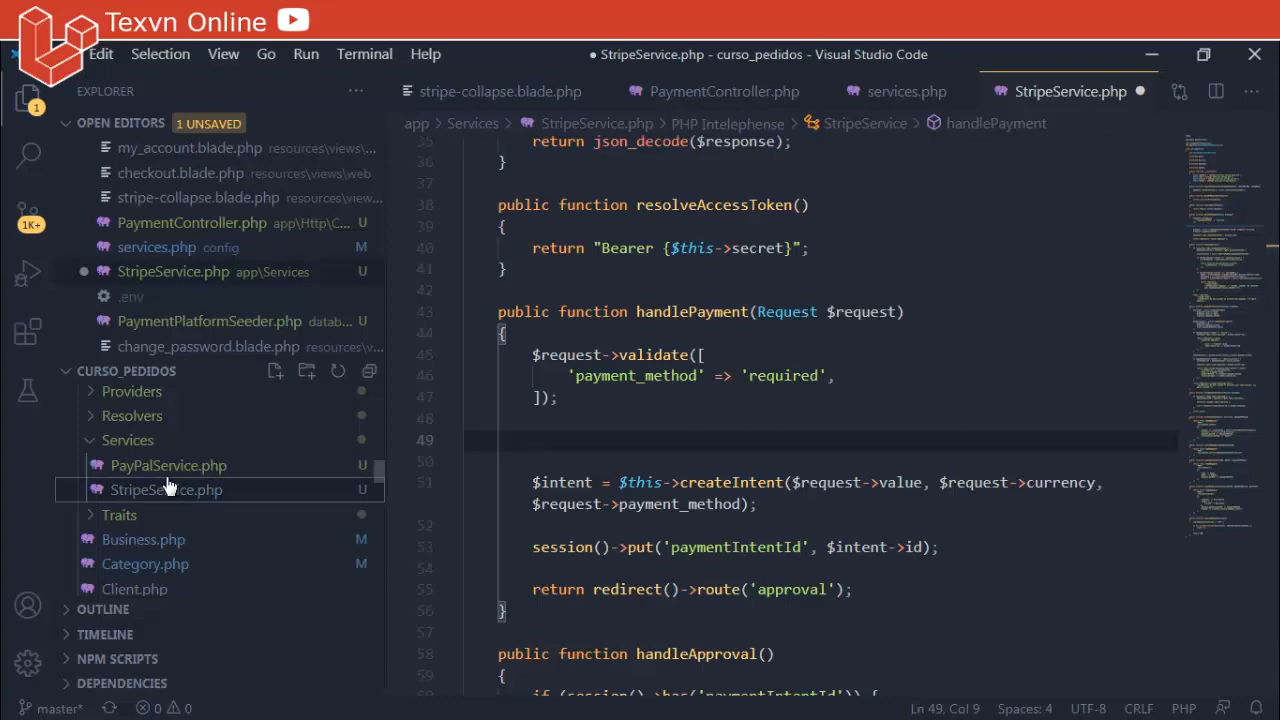 Texvn Online
Edit Selection View Go Run Terminal Help
● StripeService.php - curso_pedidos - Visual Studio Code
EXPLORER
stripe-collapse.blade.php PaymentController.php services.php StripeService.php
app > Services > StripeService.php > PHP Intelephense > StripeService > handlePayment
1
1K+
OPEN EDITORS 1 UNSAVED
my_account.blade.php resources\views\...
checkout.blade.php resources\views\web
stripe-collapse.blade.php resources\view...
PaymentController.php app\Http\C... U
services.php config M
StripeService.php app\Services U
.env
PaymentPlatformSeeder.php datab... U
change_password.blade.php resources\v...
CURSO_PEDIDOS
Providers
Resolvers
Services
PayPalService.php U
StripeService.php U
Traits
Business.php M
Category.php M
Client.php
OUTLINE
TIMELINE
NPM SCRIPTS
DEPENDENCIES
35 return json_decode($response);
36 }
37
38 public function resolveAccessToken()
39 {
40 return "Bearer {$this->secret}";
41 }
42
43 public function handlePayment(Request $request)
44 {
45 $request->validate([
46 'payment_method' => 'required',
47 ]);
48
49
50
51 $intent = $this->createIntent($request->value, $request->currency,
$request->payment_method);
52
53 session()->put('paymentIntentId', $intent->id);
54
55 return redirect()->route('approval');
56 }
57
58 public function handleApproval()
59 {
60 if (session()->has('paymentIntentId')) {
master* 0 0 Ln 49, Col 9 Spaces: 4 UTF-8 CRLF PHP